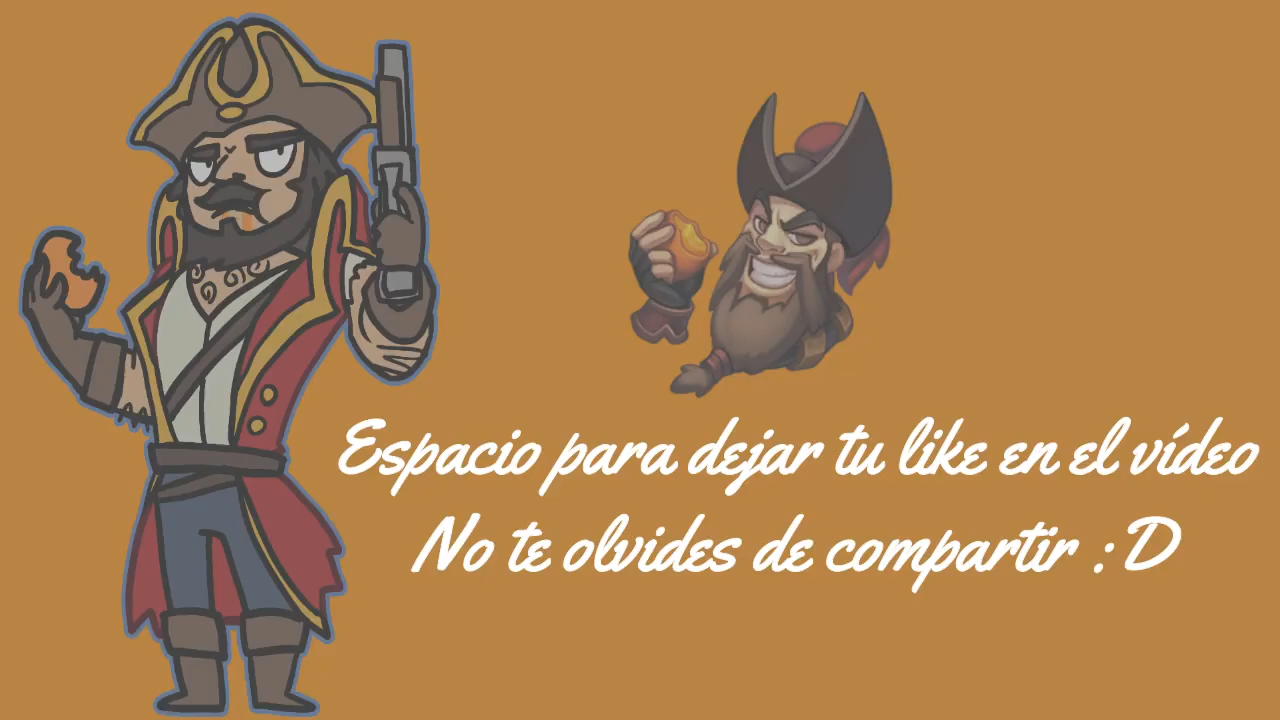 Espacio para dejar tu like en el vídeo
No te olvides de compartir :D